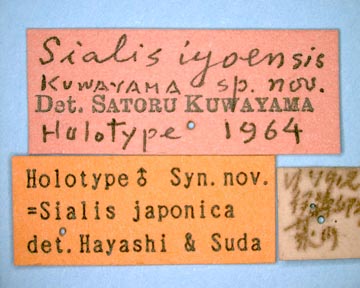 Sialis iyoensis
KUWAYAMA sp. nov.
Det. SATORU KUWAYAMA
Holotype 1964
Holotype♂ Syn. nov.
=Sialis japonica
det. Hayashi & Suda